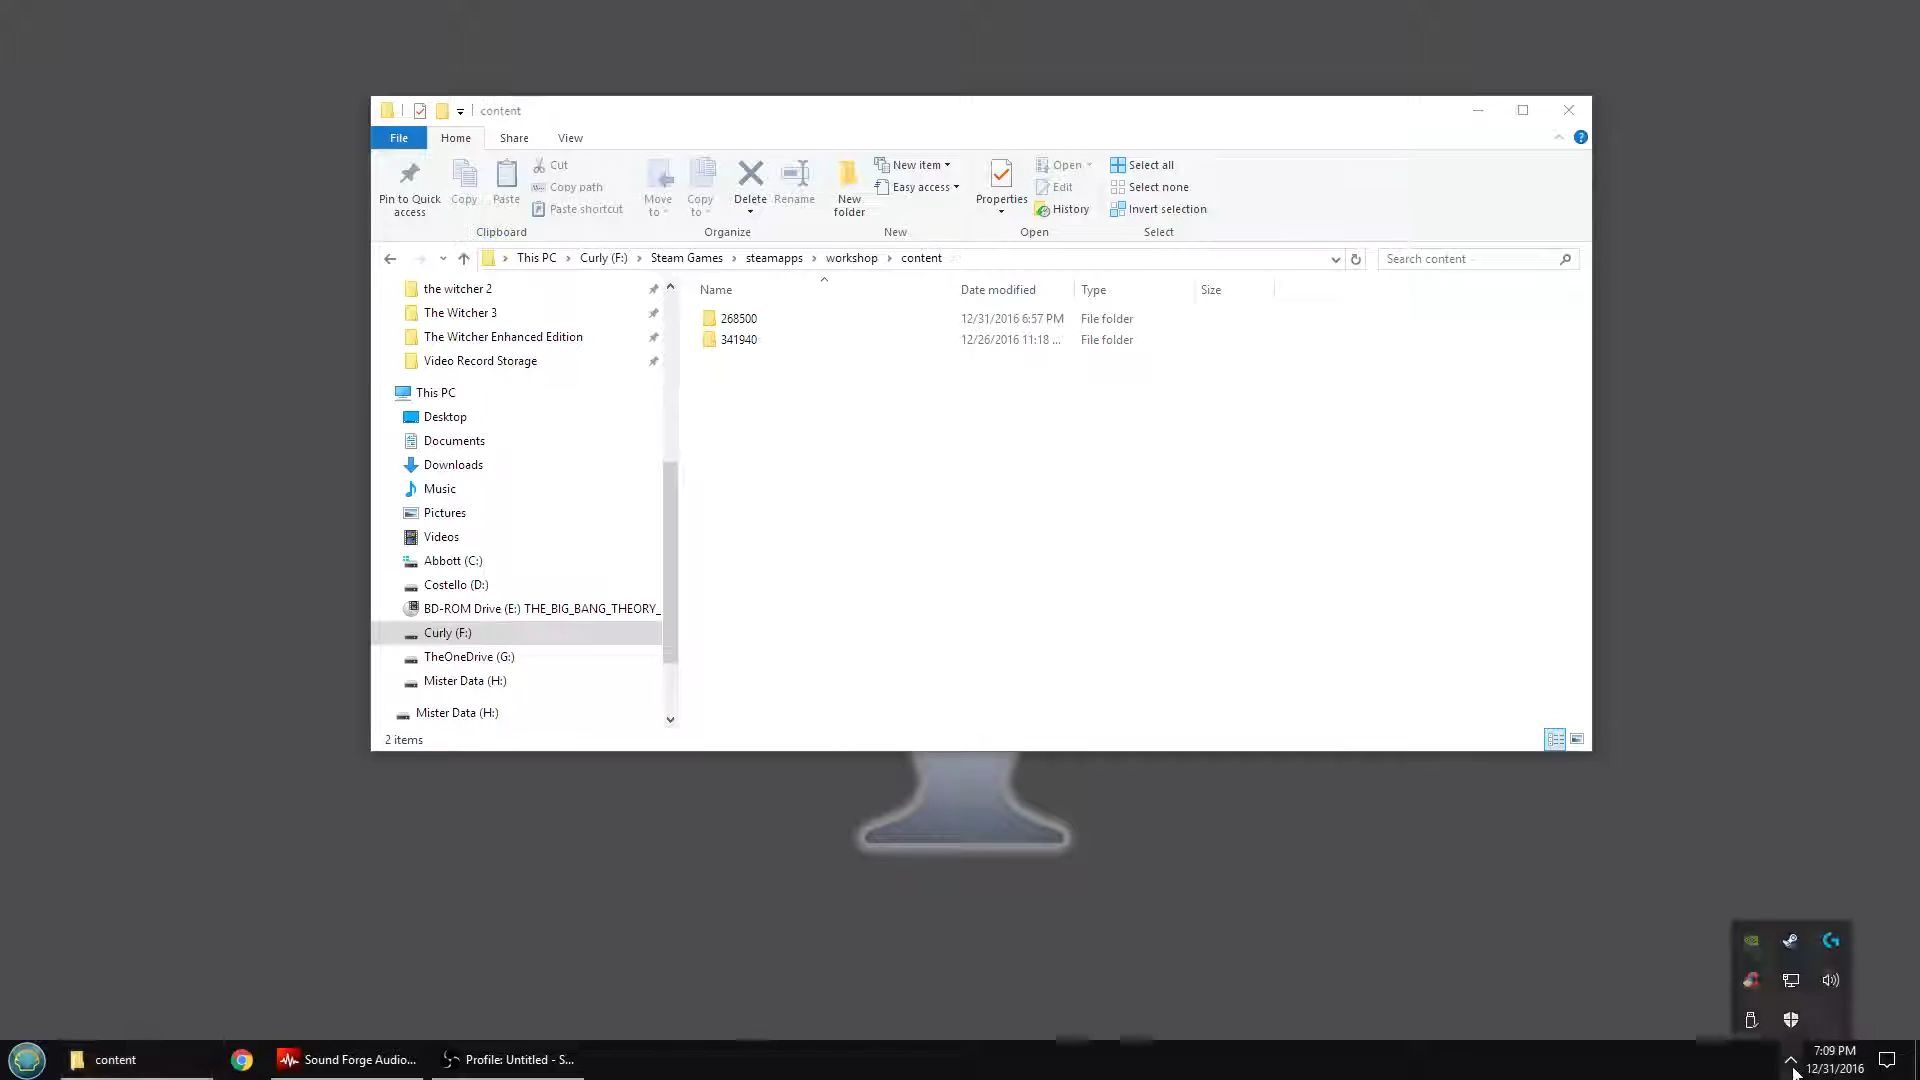 content
File Home Share View
Pin to Quick access
Copy
Paste
Cut
Copy path
Paste shortcut
Clipboard
Move to
Copy to
Delete
Rename
Organize
New folder
New item
Easy access
New
Properties
Open
Edit
History
Open
Select all
Select none
Invert selection
Select
This PC Curly (F:) Steam Games steamapps workshop content
Search content
the witcher 2
The Witcher 3
The Witcher Enhanced Edition
Video Record Storage
This PC
Desktop
Documents
Downloads
Music
Pictures
Videos
Abbott (C:)
Costello (D:)
BD-ROM Drive (E:) THE_BIG_BANG_THEORY_
Curly (F:)
TheOneDrive (G:)
Mister Data (H:)
Mister Data (H:)
Name Date modified Type Size
268500 12/31/2016 6:57 PM File folder
341940 12/26/2016 11:18 ... File folder
2 items
content
Sound Forge Audio...
Profile: Untitled - S...
7:09 PM
12/31/2016